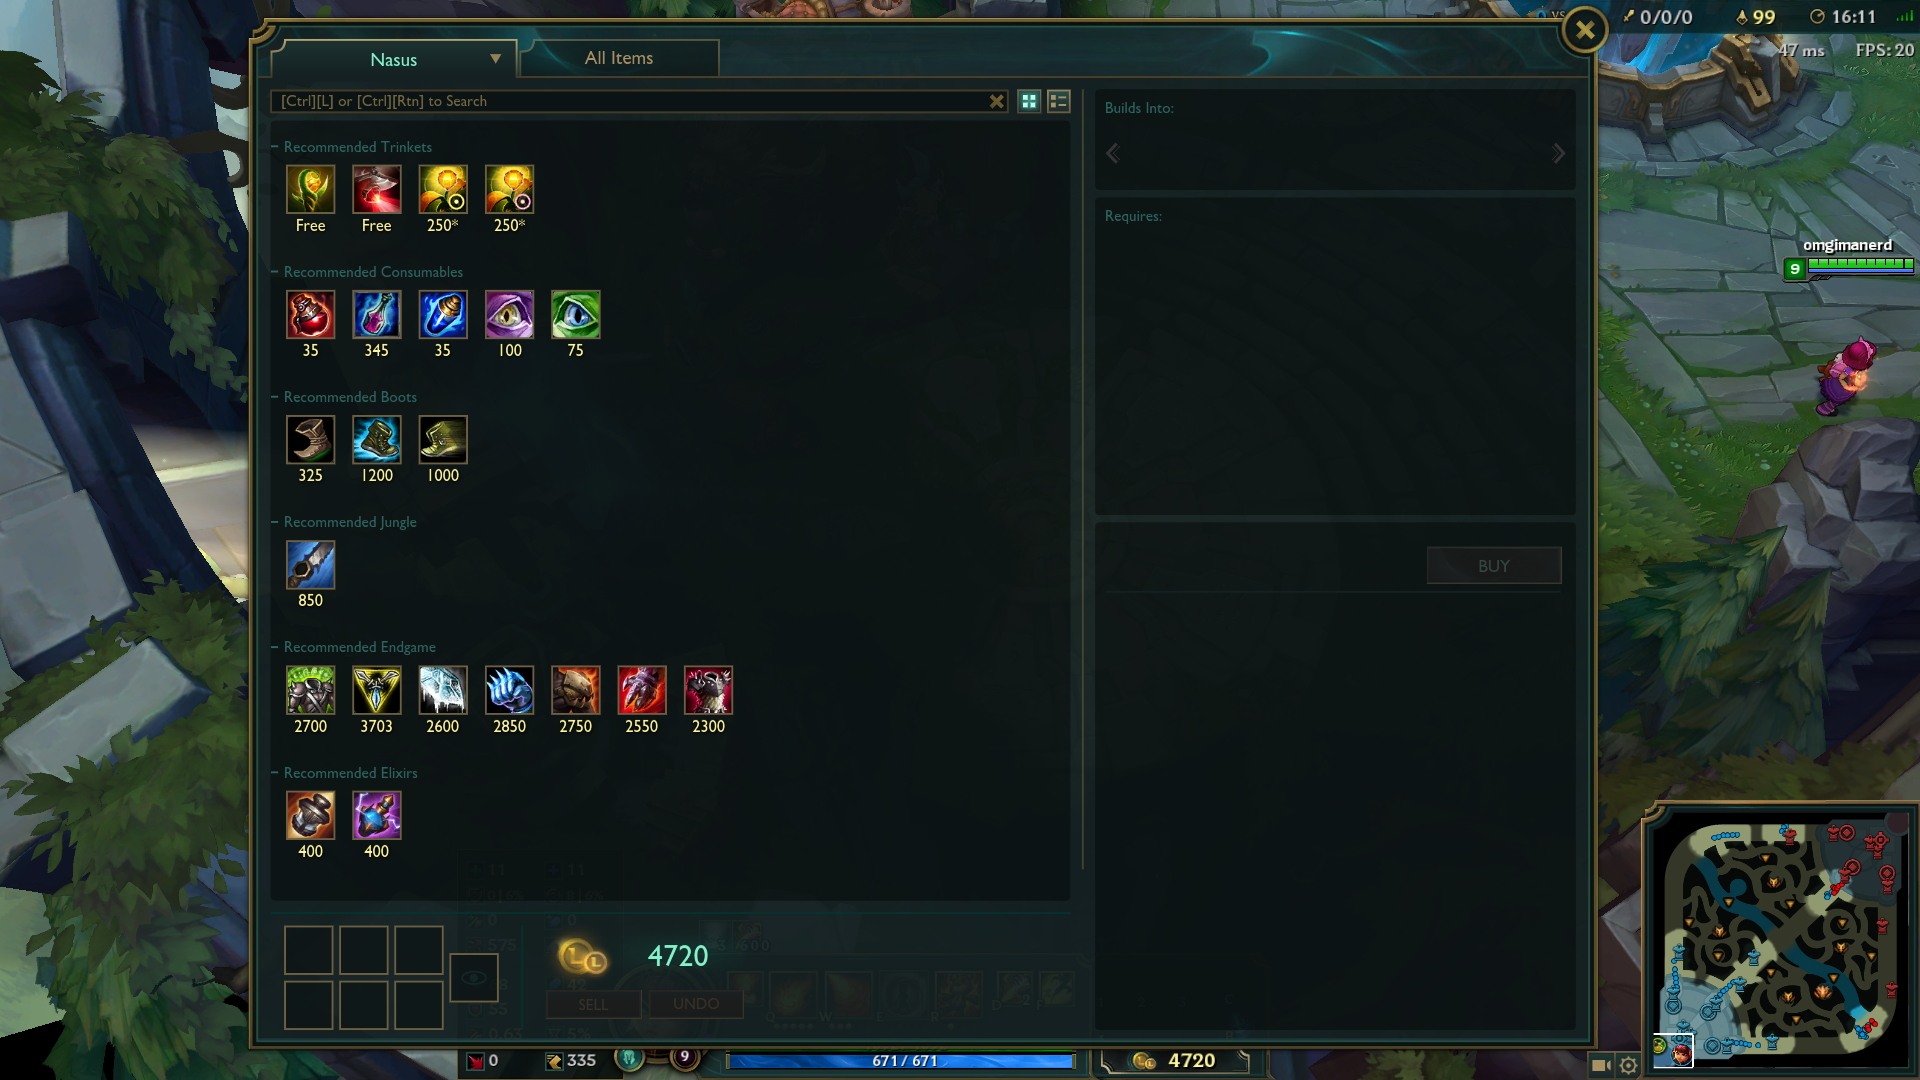 VS
0/0/0
99
16:11
47 ms
FPS: 20
Nasus
All Items
[Ctrl][L] or [Ctrl][Rtn] to Search
Builds Into:
Requires:
Recommended Trinkets
Free Free 250* 250*
Recommended Consumables
35 345 35 100 75
Recommended Boots
325 1200 1000
Recommended Jungle
850
Recommended Endgame
2700 3703 2600 2850 2750 2550 2300
Recommended Elixirs
400 400
BUY
omgimanerd
9
4720
SELL
UNDO
0
335
9
671 / 671
4720